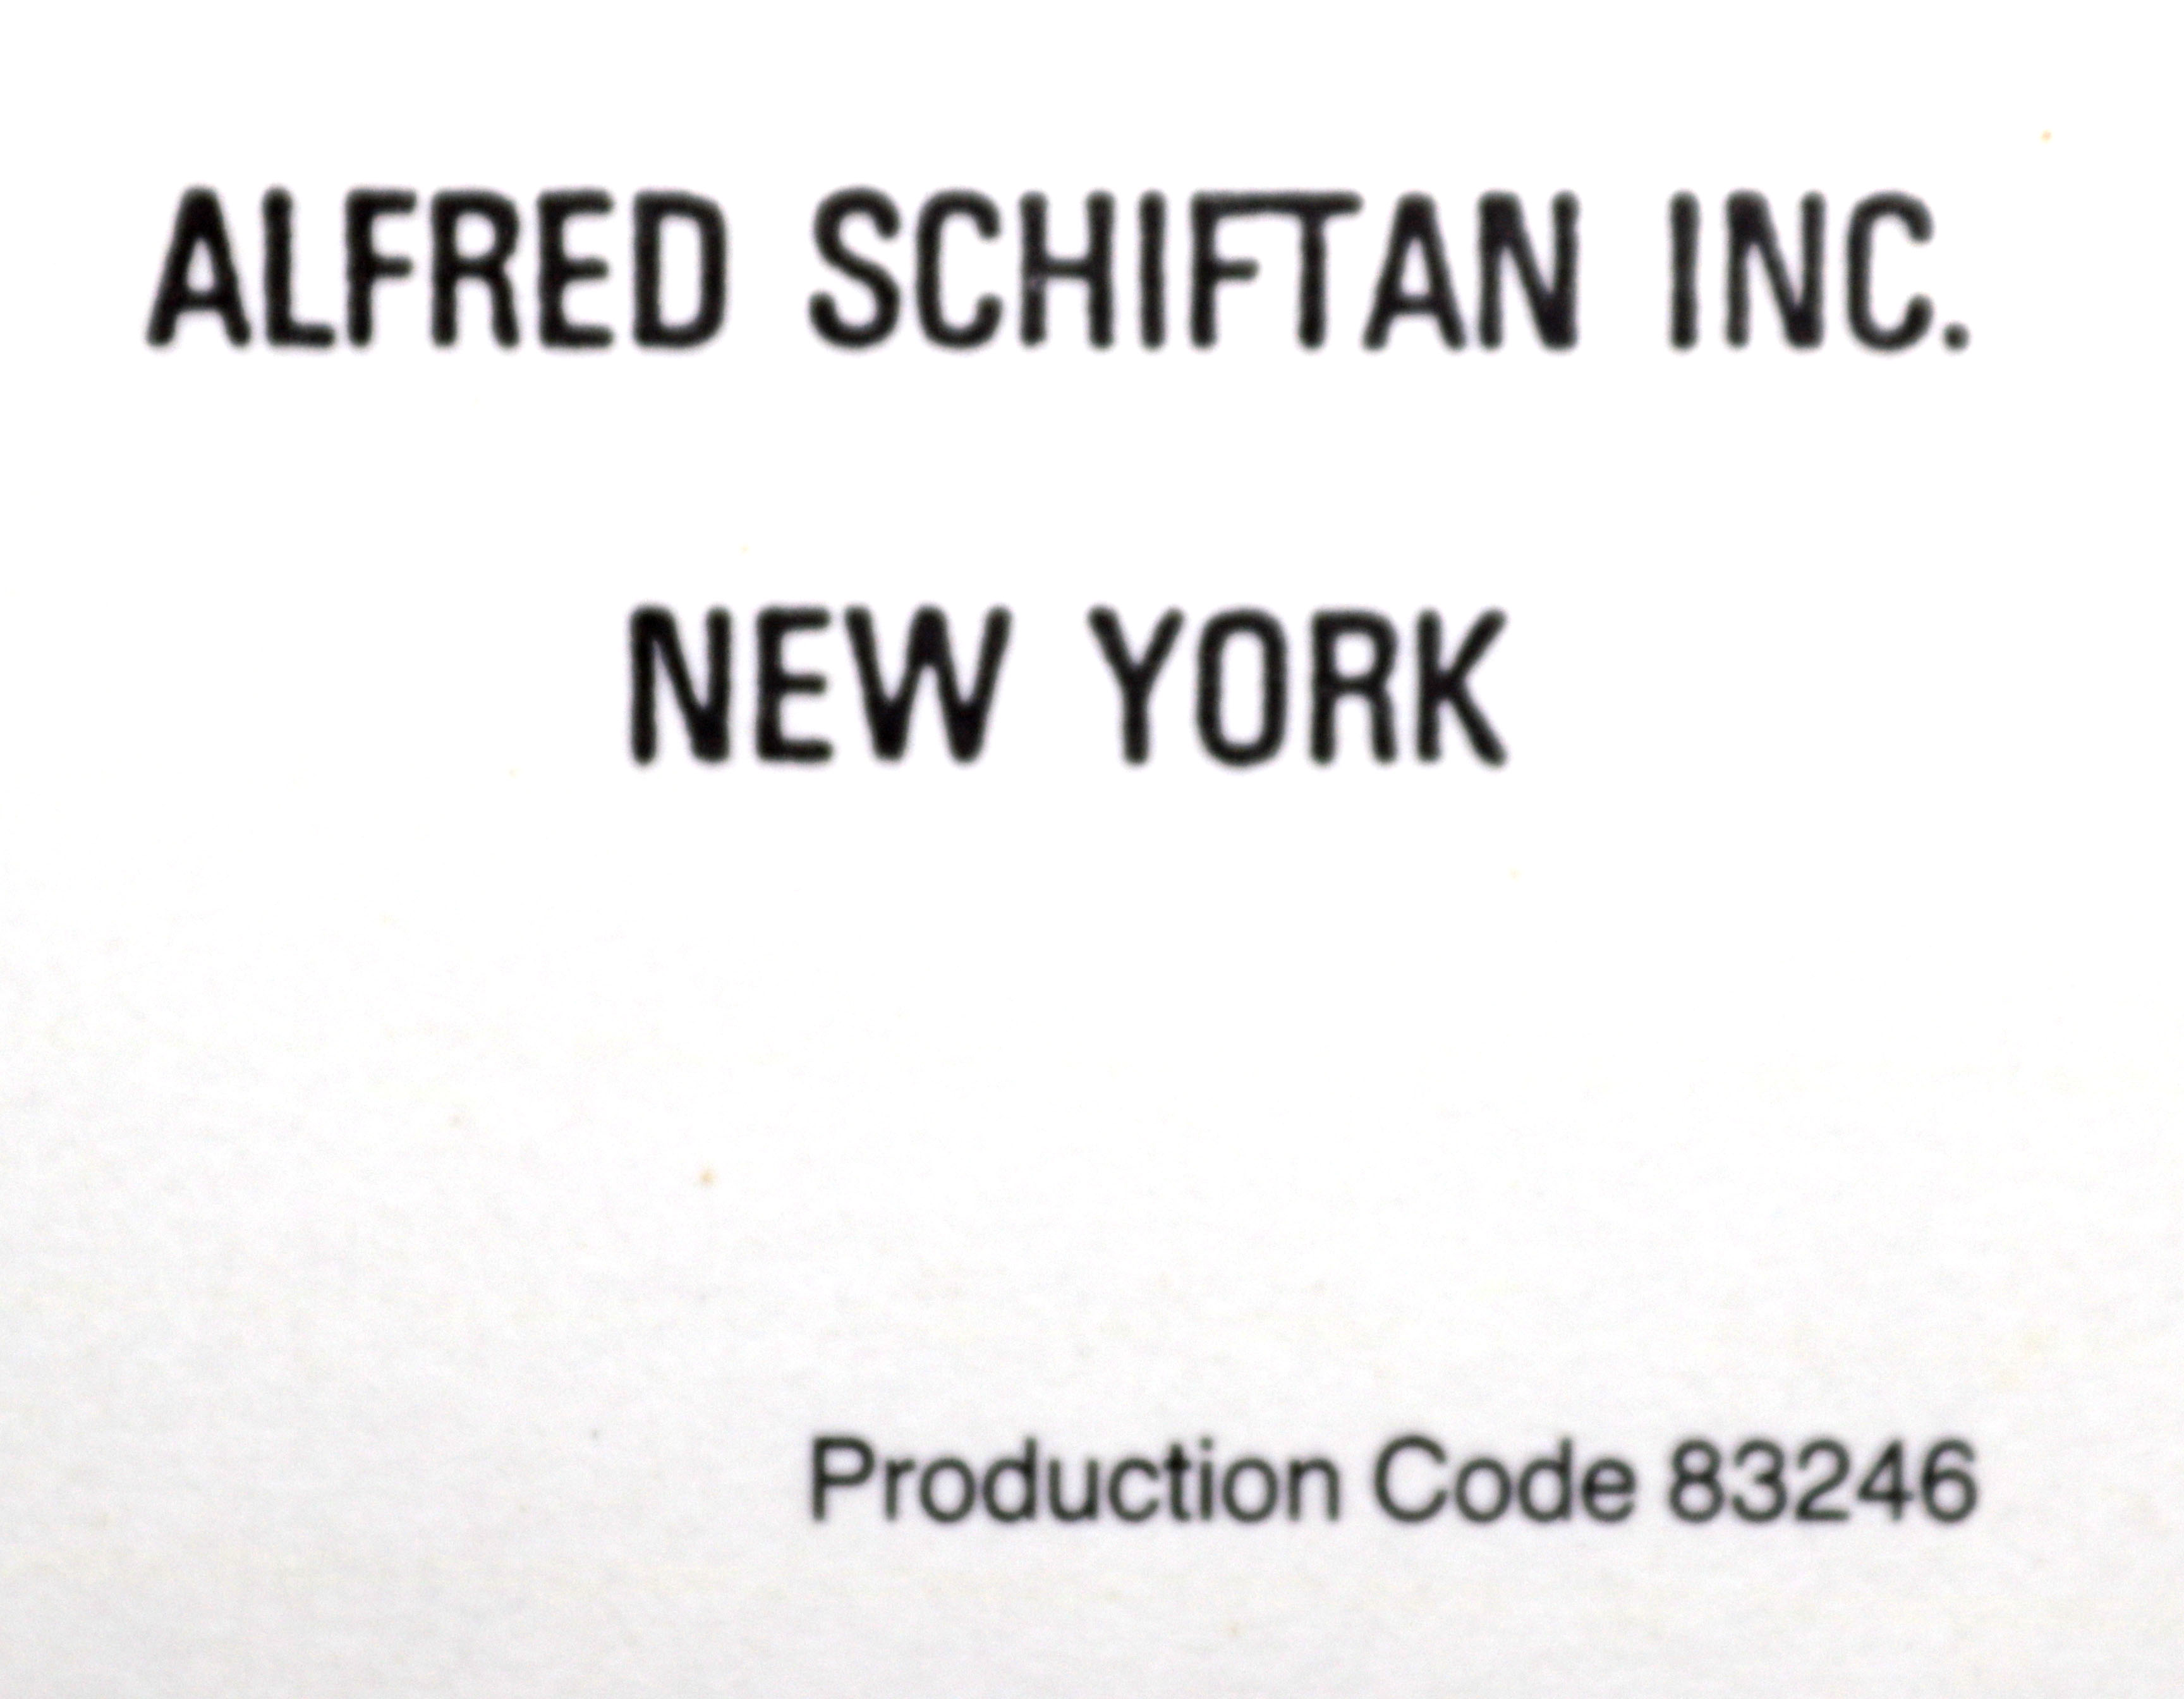 ALFRED SCHIFTAN INC.
NEW YORK
Production Code 83246